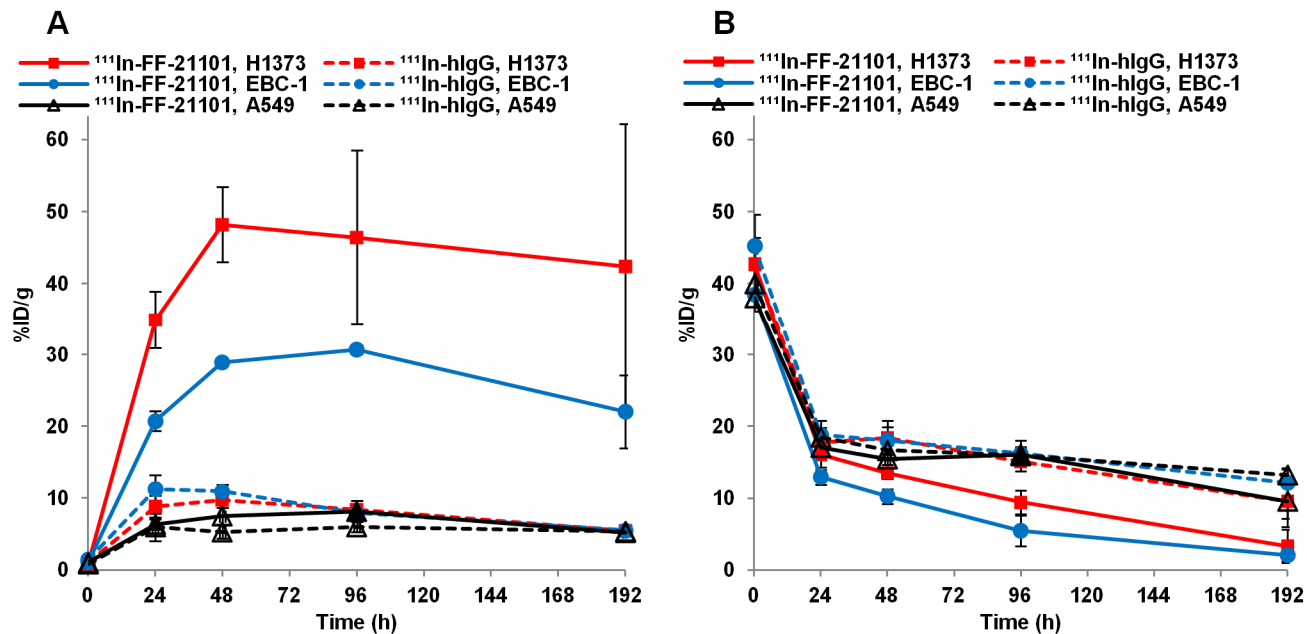 A
¹¹¹In-FF-21101, H1373 ¹¹¹In-hIgG, H1373
¹¹¹In-FF-21101, EBC-1 ¹¹¹In-hIgG, EBC-1
¹¹¹In-FF-21101, A549 ¹¹¹In-hIgG, A549
60
50
40
30
20
10
0
%ID/g
0 24 48 72 96 120 144 168 192
Time (h)
B
¹¹¹In-FF-21101, H1373 ¹¹¹In-hIgG, H1373
¹¹¹In-FF-21101, EBC-1 ¹¹¹In-hIgG, EBC-1
¹¹¹In-FF-21101, A549 ¹¹¹In-hIgG, A549
60
50
40
30
20
10
0
%ID/g
0 24 48 72 96 120 144 168 192
Time (h)